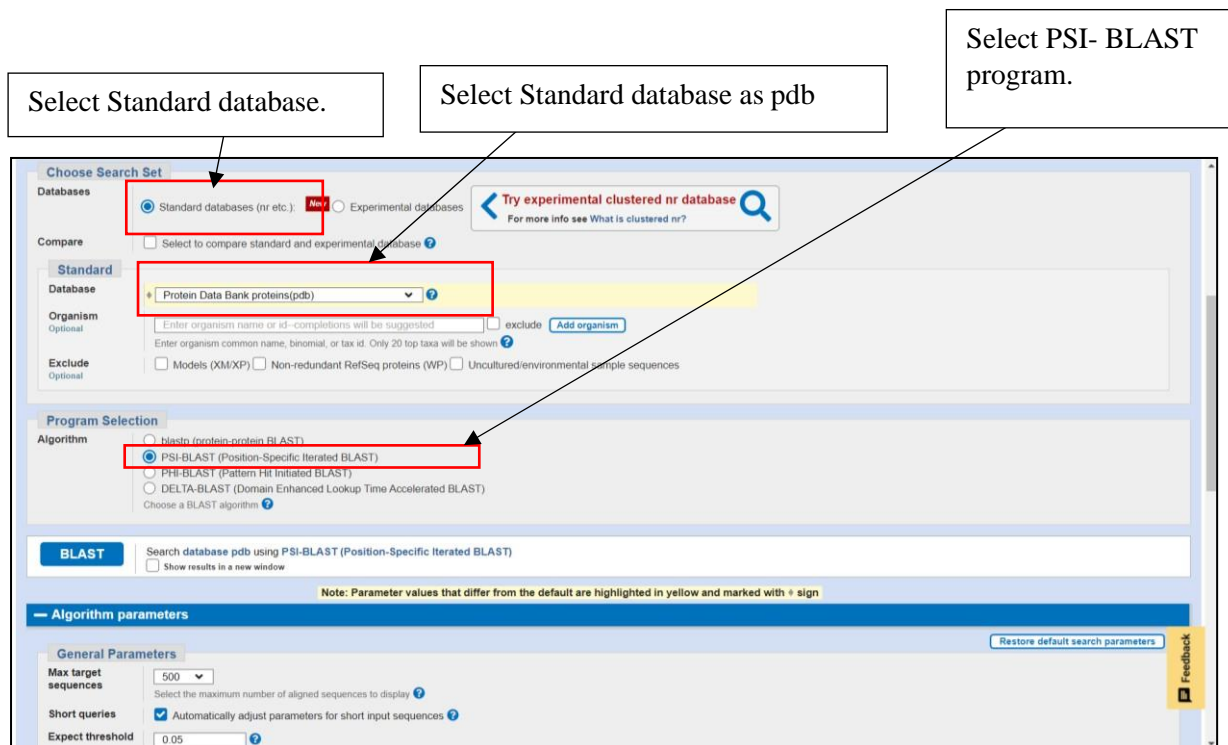 Select PSI- BLAST
program.
Select Standard database.
Select Standard database as pdb
Choose Search Set
Databases
Standard databases (nr etc.): New Experimental databases
Try experimental clustered nr database
For more info see What is clustered nr?
Compare
Select to compare standard and experimental database ?
Standard
Database
Protein Data Bank proteins(pdb) ?
Organism
Optional
Enter organism name or id--completions will be suggested exclude Add organism
Enter organism common name, binomial, or tax id. Only 20 top taxa will be shown ?
Exclude
Optional
Models (XM/XP) Non-redundant RefSeq proteins (WP) Uncultured/environmental sample sequences
Program Selection
Algorithm
blastp (protein-protein BLAST)
PSI-BLAST (Position-Specific Iterated BLAST)
PHI-BLAST (Pattern Hit Initiated BLAST)
DELTA-BLAST (Domain Enhanced Lookup Time Accelerated BLAST)
Choose a BLAST algorithm ?
BLAST
Search database pdb using PSI-BLAST (Position-Specific Iterated BLAST)
Show results in a new window
Note: Parameter values that differ from the default are highlighted in yellow and marked with ♦ sign
Algorithm parameters
Restore default search parameters
General Parameters
Max target
sequences
500
Select the maximum number of aligned sequences to display ?
Short queries
Automatically adjust parameters for short input sequences ?
Expect threshold
0.05 ?
Feedback